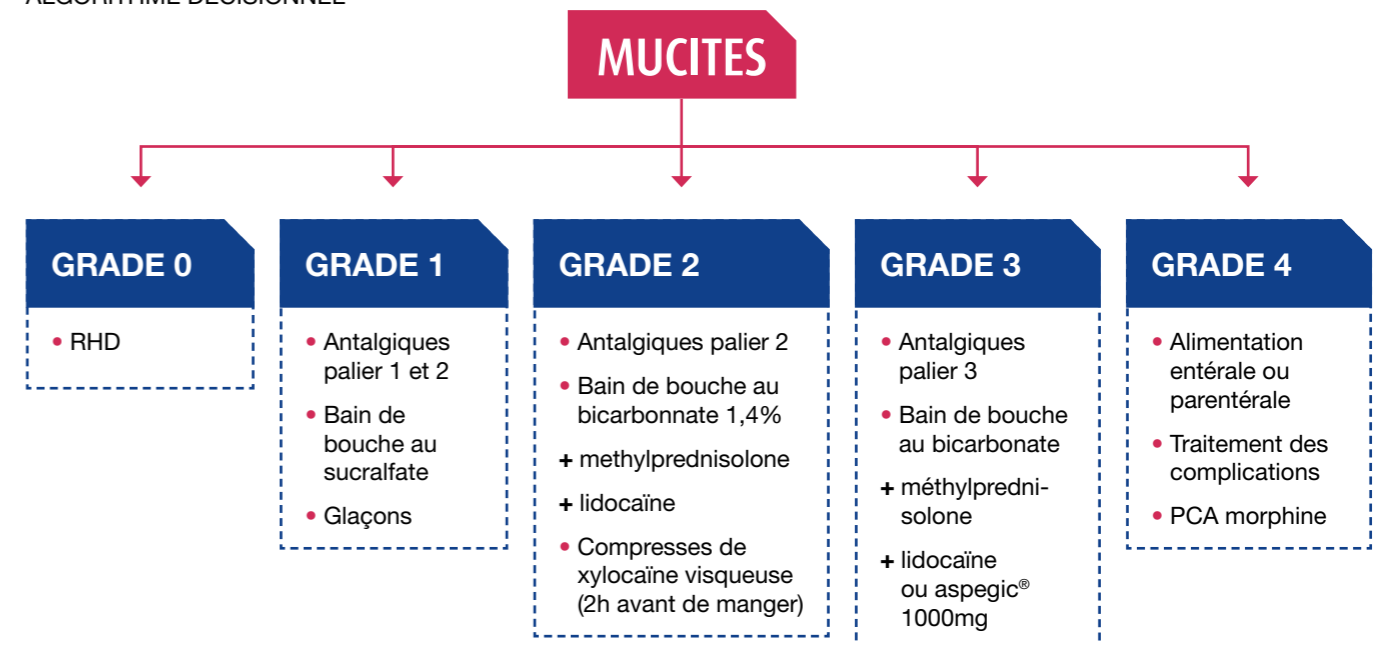 ALGORITHME DÉCISIONNEL
MUCITES
GRADE 0
• RHD
GRADE 1
• Antalgiques
palier 1 et 2
• Bain de
bouche au
sucralfate
• Glaçons
GRADE 2
• Antalgiques palier 2
• Bain de bouche au
bicarbonnate 1,4%
+ methylprednisolone
+ lidocaïne
• Compresses de
xylocaïne visqueuse
(2h avant de manger)
GRADE 3
• Antalgiques
palier 3
• Bain de bouche
au bicarbonate
+ méthylpredni-
solone
+ lidocaïne
ou aspegic®
1000mg
GRADE 4
• Alimentation
entérale ou
parentérale
• Traitement des
complications
• PCA morphine